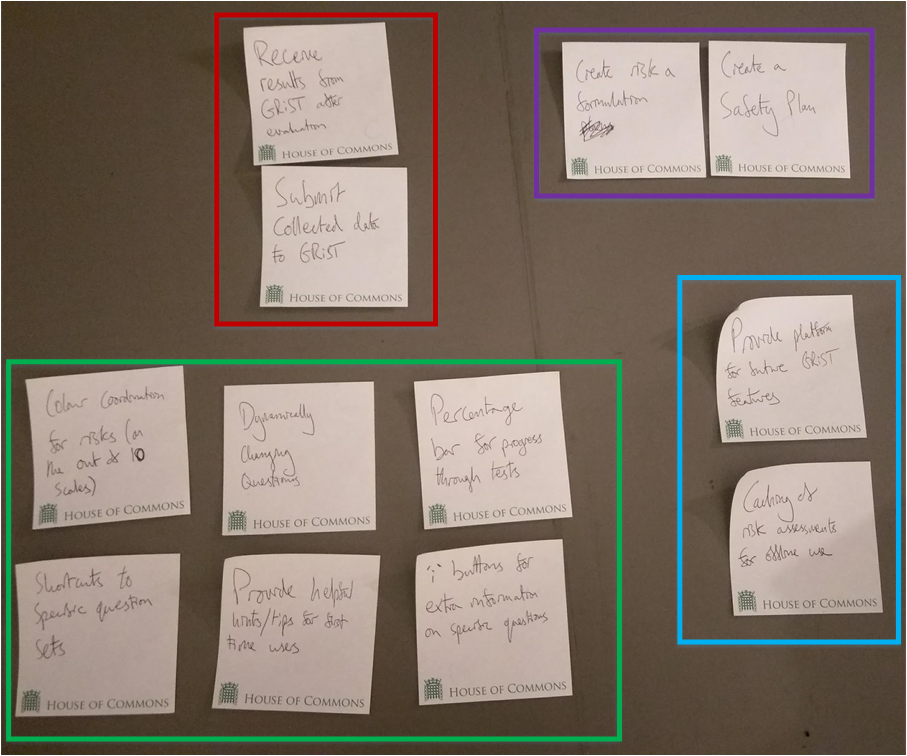 Receive
results from
GRiST after
evaluation
HOUSE OF COMMONS
Submit
Collected data
to GRiST
HOUSE OF COMMONS
Create risk a
formulation
HOUSE OF COMMONS
Create a
Safety Plan
HOUSE OF COMMONS
Provide platform
for future GRiST
features
HOUSE OF COMMONS
Caching of
risk assessments
for offline use
HOUSE OF COMMONS
Colour Coordination
for risks (on
the out of 10
scales)
HOUSE OF COMMONS
Dynamically
Changing
Questions
HOUSE OF COMMONS
Percentage
bar for progress
through tests
HOUSE OF COMMONS
Shortcuts to
specific question
sets
HOUSE OF COMMONS
Provide helpful
hints/tips for first
time uses
HOUSE OF COMMONS
"i" buttons for
extra information
on specific questions
HOUSE OF COMMONS